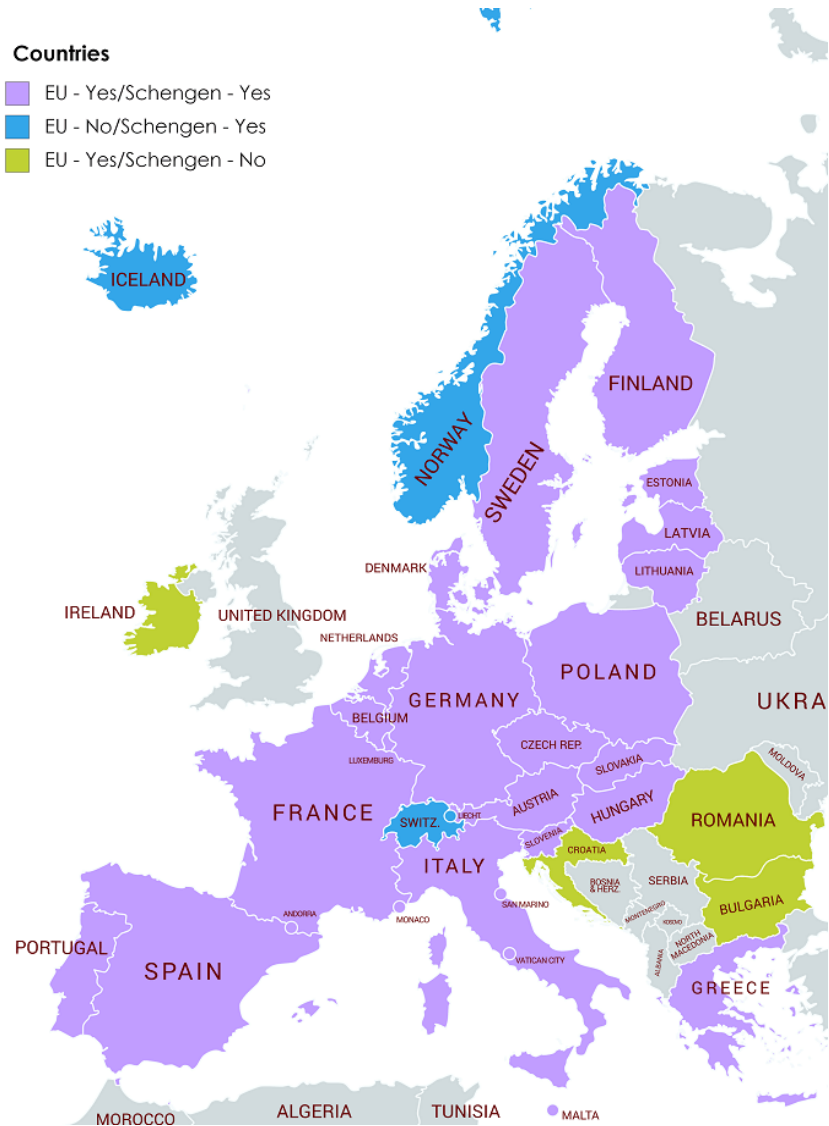 Countries
EU - Yes/Schengen - Yes
EU - No/Schengen - Yes
EU - Yes/Schengen - No
ICELAND
FINLAND
NORWAY
SWEDEN
ESTONIA
LATVIA
DENMARK
LITHUANIA
IRELAND
UNITED KINGDOM
BELARUS
NETHERLANDS
POLAND
GERMANY
UKRA
BELGIUM
CZECH REP.
LUXEMBURG
SLOVAKIA
MOLDOVA
AUSTRIA
HUNGARY
FRANCE
SWITZ.
LIECHT
ROMANIA
SLOVENIA
CROATIA
ITALY
BOSNIA
& HERZ.
SERBIA
SAN MARINO
BULGARIA
ANDORRA
MONACO
MONTENEGRO
KOSOVO
PORTUGAL
NORTH
MACEDONIA
SPAIN
VATICAN CITY
ALBANIA
GREECE
MOROCCO
ALGERIA
TUNISIA
MALTA